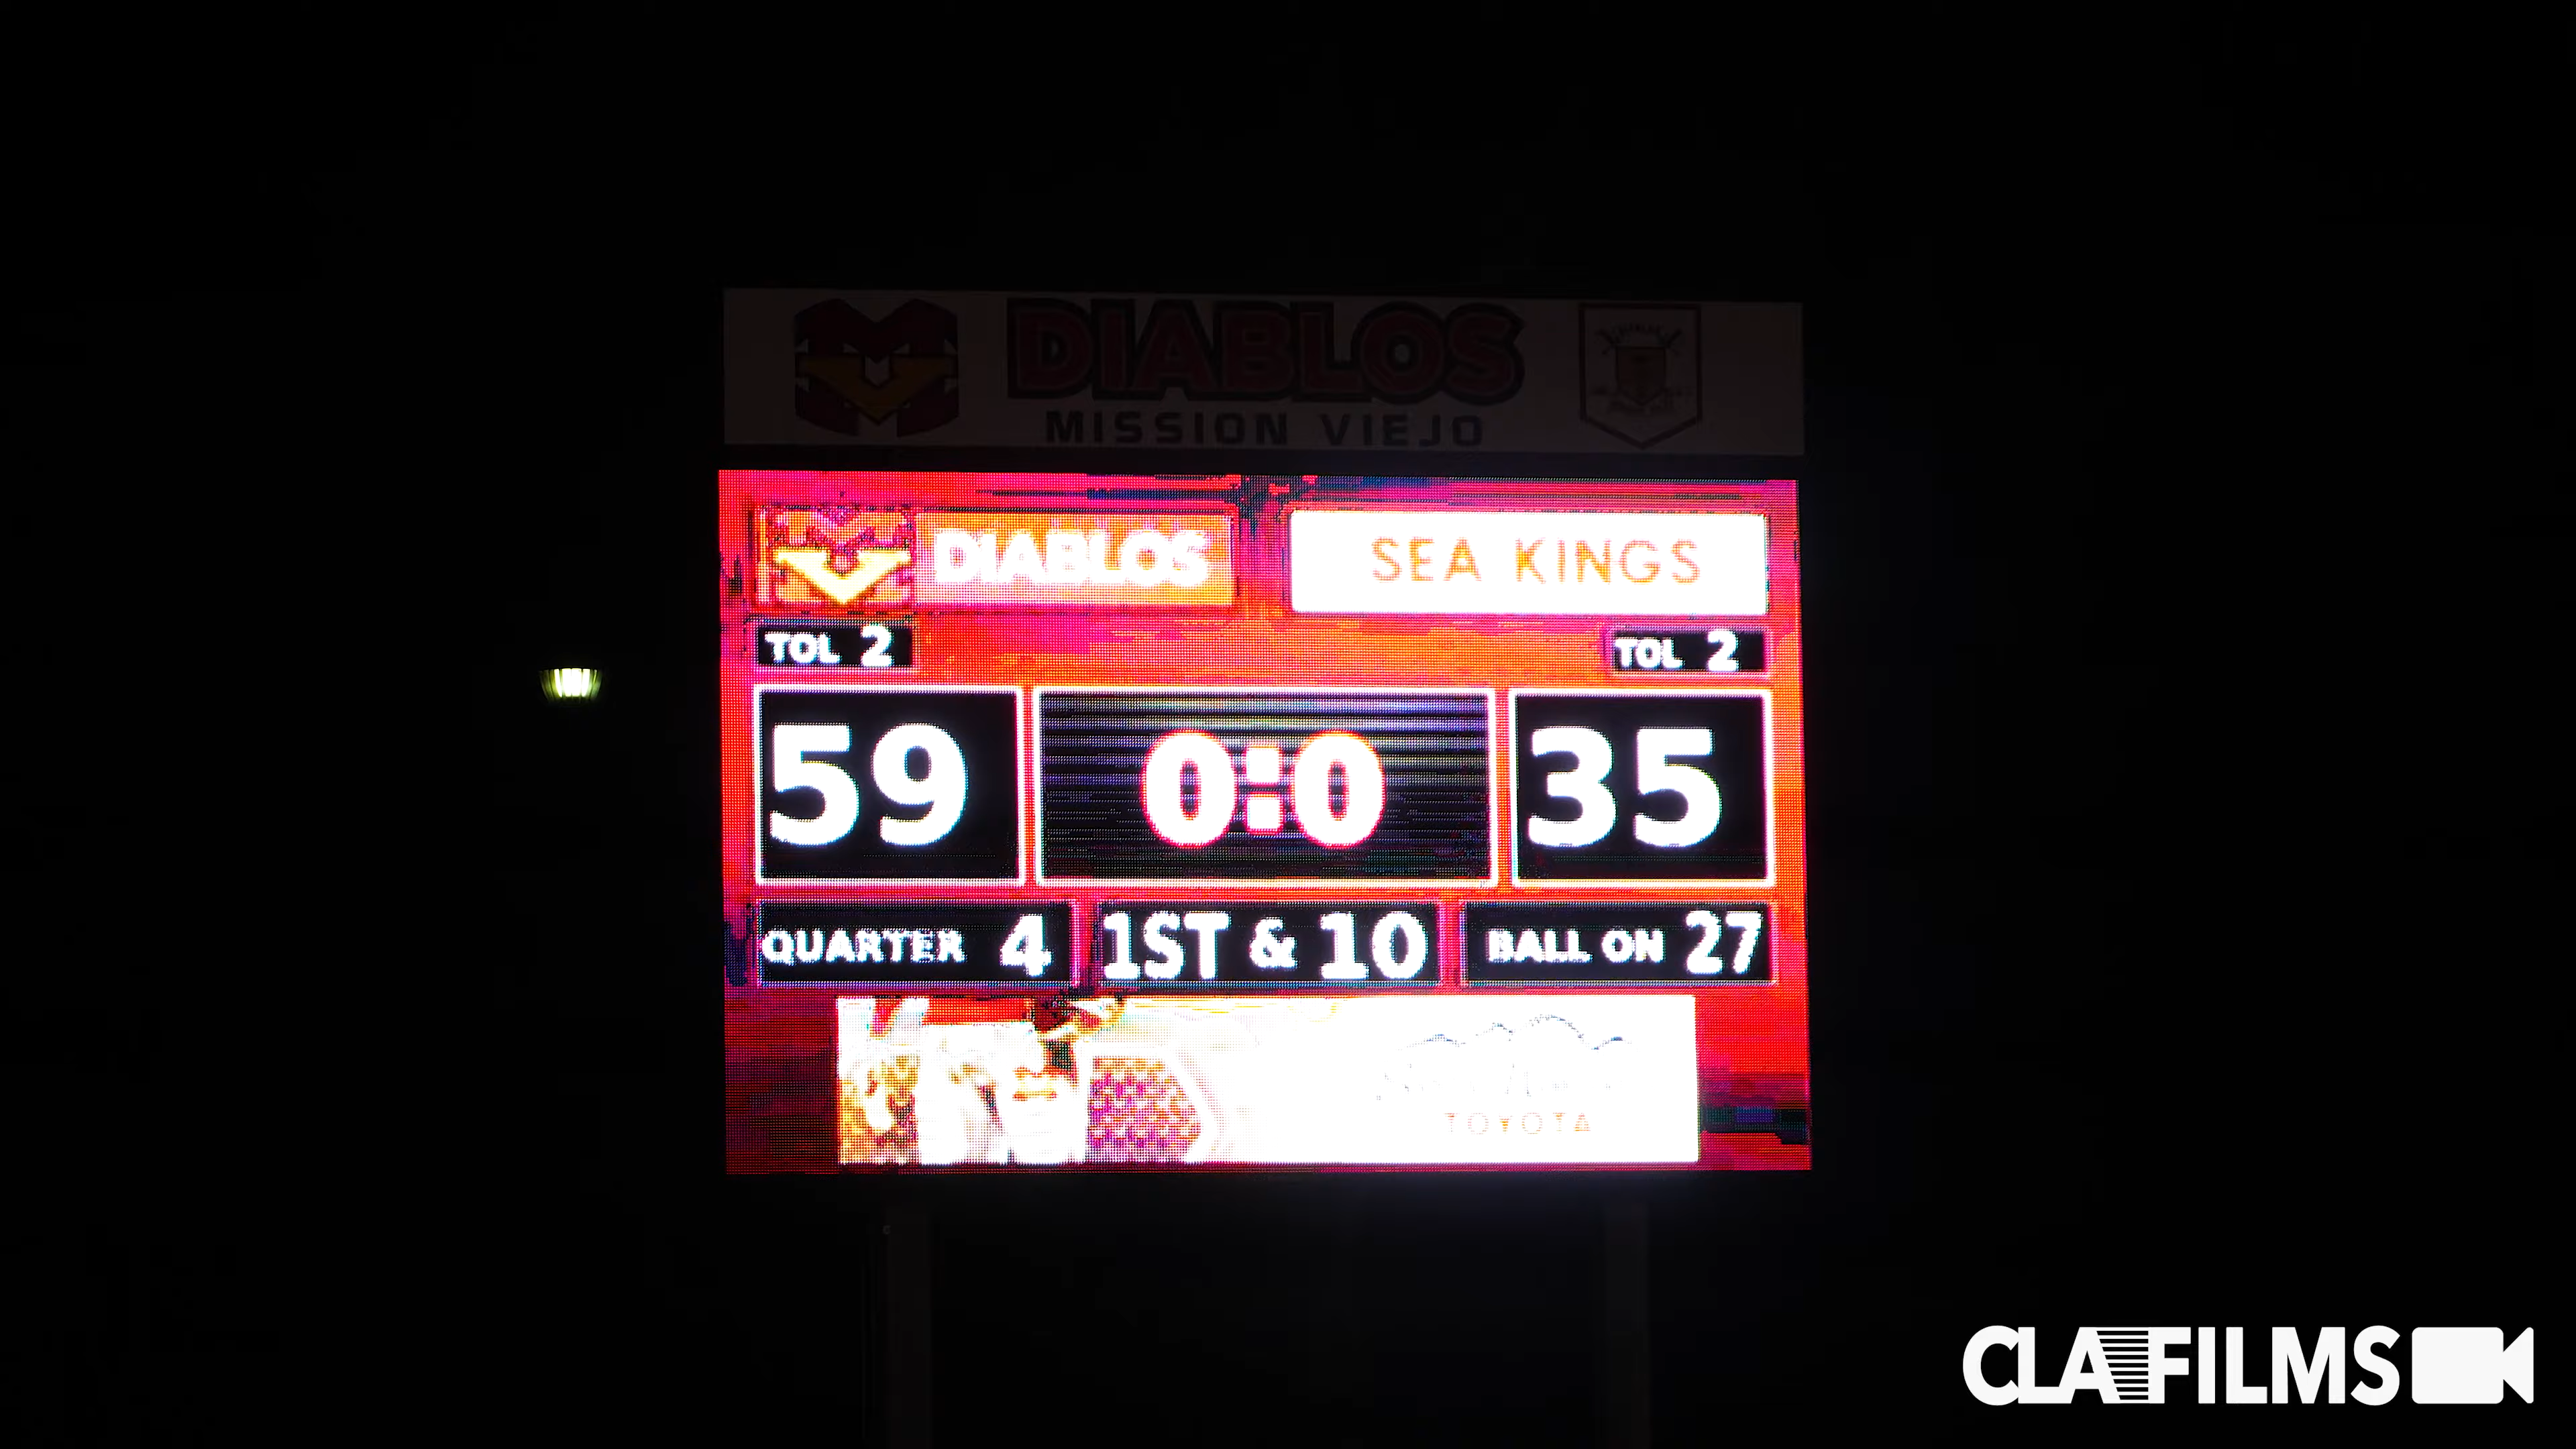 DIABLOS
MISSION VIEJO
DIABLOS
SEA KINGS
TOL 2
TOL 2
59
0:0
35
QUARTER 4
1ST & 10
BALL ON 27
TOYOTA
CLAFILMS